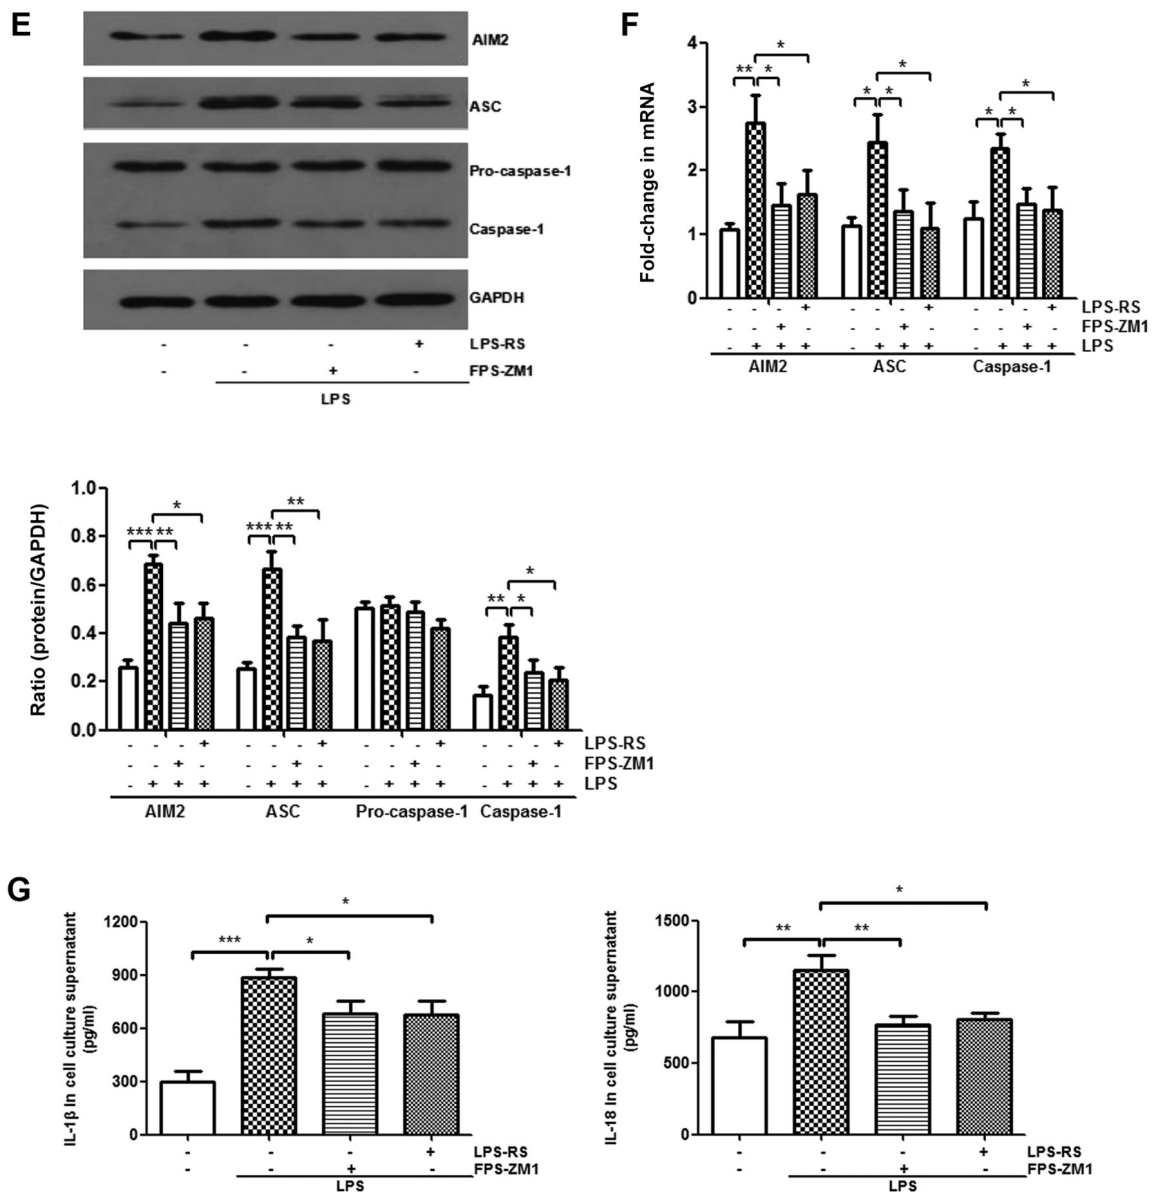 E
AIM2
ASC
Pro-caspase-1
Caspase-1
GAPDH
- - - + LPS-RS
- - + - FPS-ZM1
LPS
F
Fold-change in mRNA
4
3
2
1
0
** * *
* * *
* * *
- - - + - - - + - - - + LPS-RS
- - + - - - + - - - + - FPS-ZM1
- + + + - + + + - + + + LPS
AIM2 ASC Caspase-1
Ratio (protein/GAPDH)
1.0
0.8
0.6
0.4
0.2
0.0
*** ** *
*** ** **
** * *
- - - + - - - + - - - + - - - + LPS-RS
- - + - - - + - - - + - - - + - FPS-ZM1
- + + + - + + + - + + + - + + + LPS
AIM2 ASC Pro-caspase-1 Caspase-1
G
IL-1β In cell culture supernatant
(pg/ml)
1200
900
600
300
0
*** * *
- - - + LPS-RS
- - + - FPS-ZM1
LPS
IL-18 In cell culture supernatant
(pg/ml)
1500
1000
500
0
** ** *
- - - + LPS-RS
- - + - FPS-ZM1
LPS